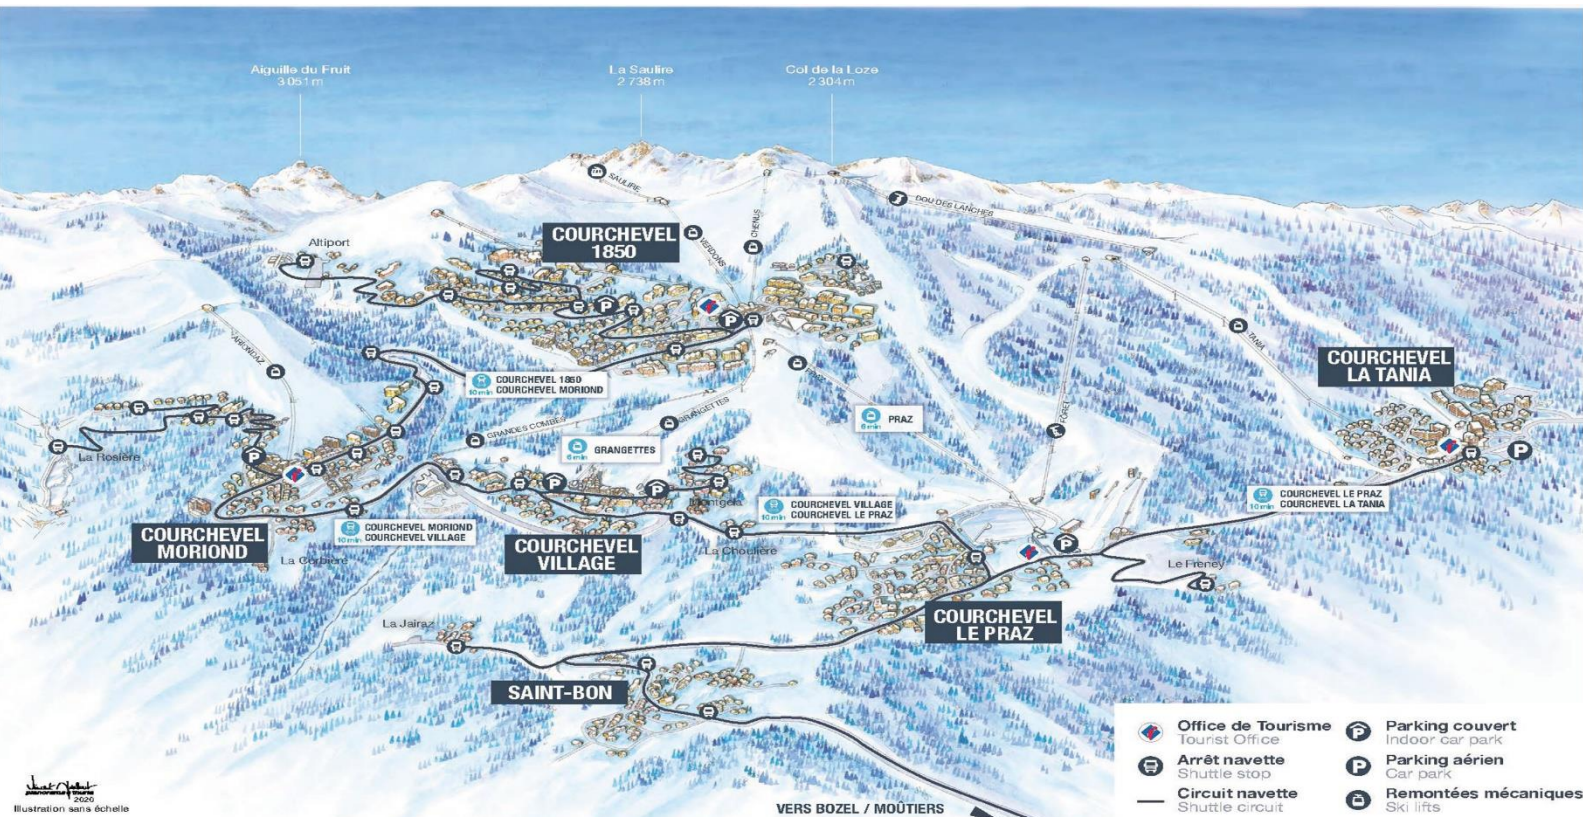 Aiguille du Fruit
3 051 m
La Saulire
2 738 m
Col de la Loze
2 304 m
SAULIRE
DOU DES LANCHES
COURCHEVEL
1850
VERDONS
CHENUS
Altiport
ARIONDAZ
TANIA
COURCHEVEL
LA TANIA
COURCHEVEL 1850
COURCHEVEL MORIOND
10 min
PRAZ
PRAZ
6 min
FORET
GRANDES COMBES
GRANGETTES
GRANGETTES
6 min
La Rosière
COURCHEVEL
MORIOND
La Corbière
COURCHEVEL MORIOND
COURCHEVEL VILLAGE
10 min
COURCHEVEL
VILLAGE
La Choulière
COURCHEVEL VILLAGE
COURCHEVEL LE PRAZ
10 min
COURCHEVEL LE PRAZ
COURCHEVEL LA TANIA
10 min
Le Freney
COURCHEVEL
LE PRAZ
La Jairaz
SAINT-BON
VERS BOZEL / MOÛTIERS
Office de Tourisme
Tourist Office
Arrêt navette
Shuttle stop
Circuit navette
Shuttle circuit
P
Parking couvert
Indoor car park
P
Parking aérien
Car park
Remontées mécaniques
Ski lifts
2020
Illustration sans échelle